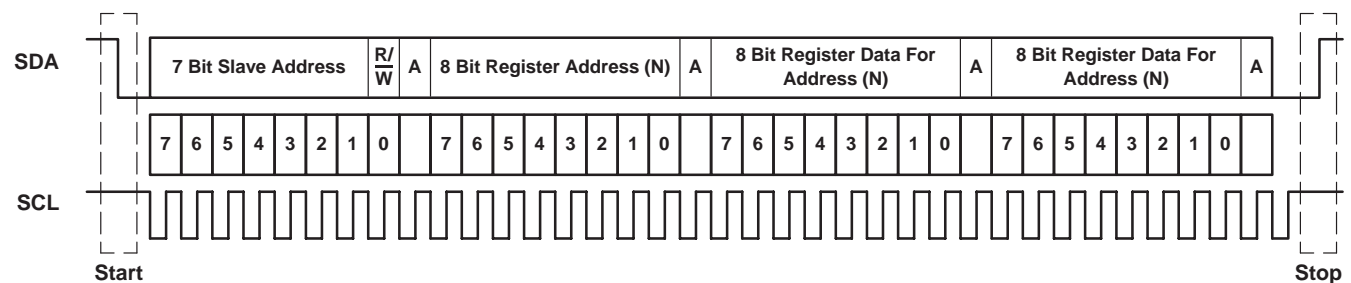 SDA
7 Bit Slave Address
R/
W
A
8 Bit Register Address (N)
A
8 Bit Register Data For
Address (N)
A
8 Bit Register Data For
Address (N)
A
7 6 5 4 3 2 1 0 7 6 5 4 3 2 1 0 7 6 5 4 3 2 1 0 7 6 5 4 3 2 1 0
SCL
Start
Stop